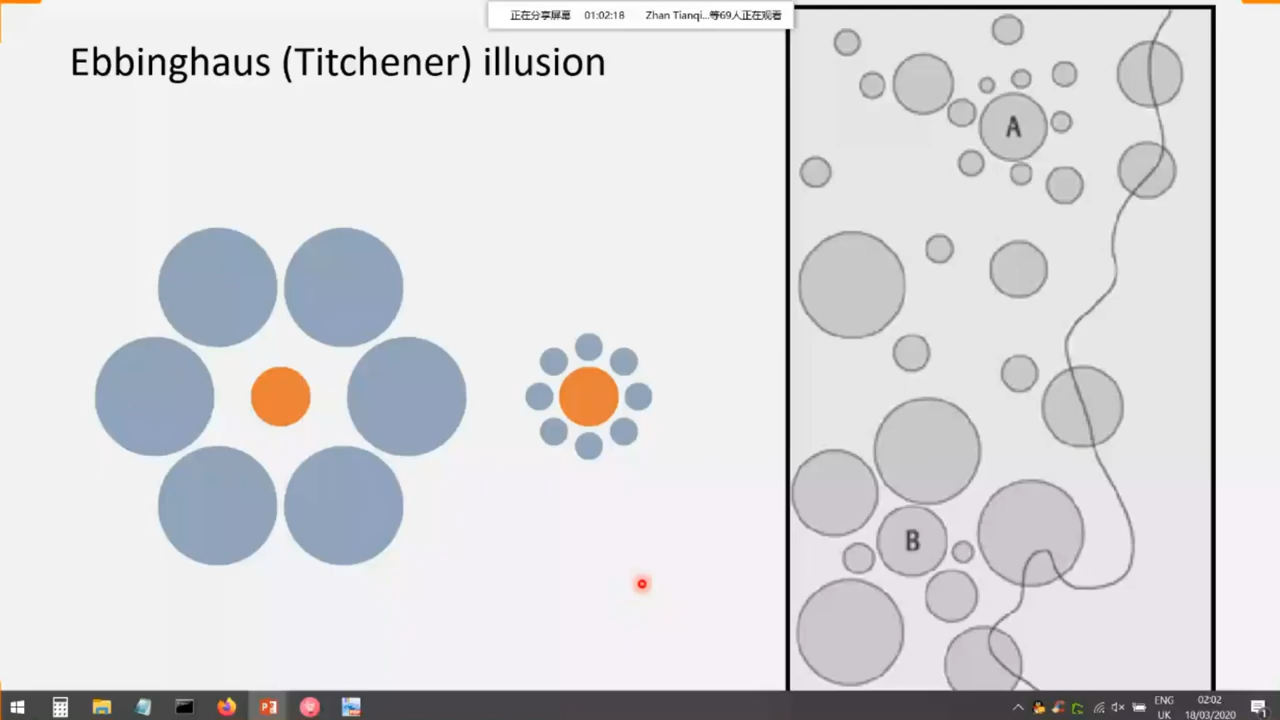 正在分享屏幕 01:02:18 Zhan Tianqi...等69人正在观看
Ebbinghaus (Titchener) illusion
A
B
ENG
UK
02:02
18/03/2020